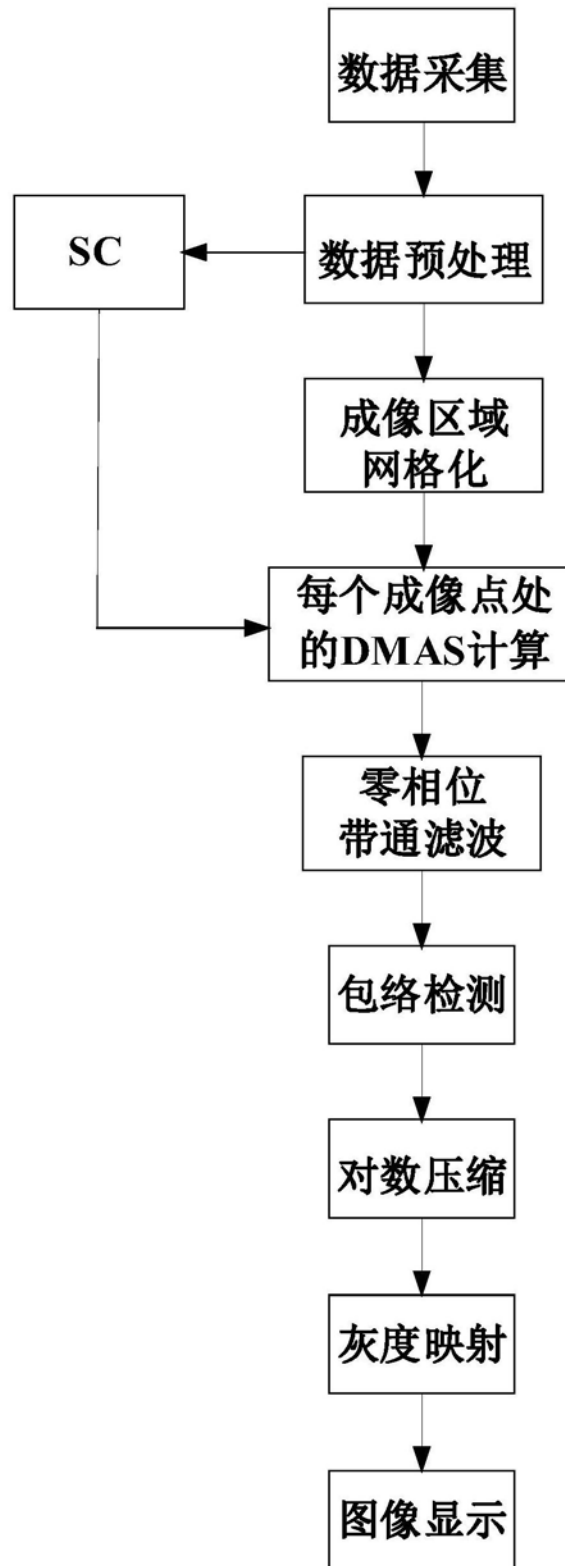 数据采集
SC
数据预处理
成像区域
网格化
每个成像点处
的DMAS计算
零相位
带通滤波
包络检测
对数压缩
灰度映射
图像显示